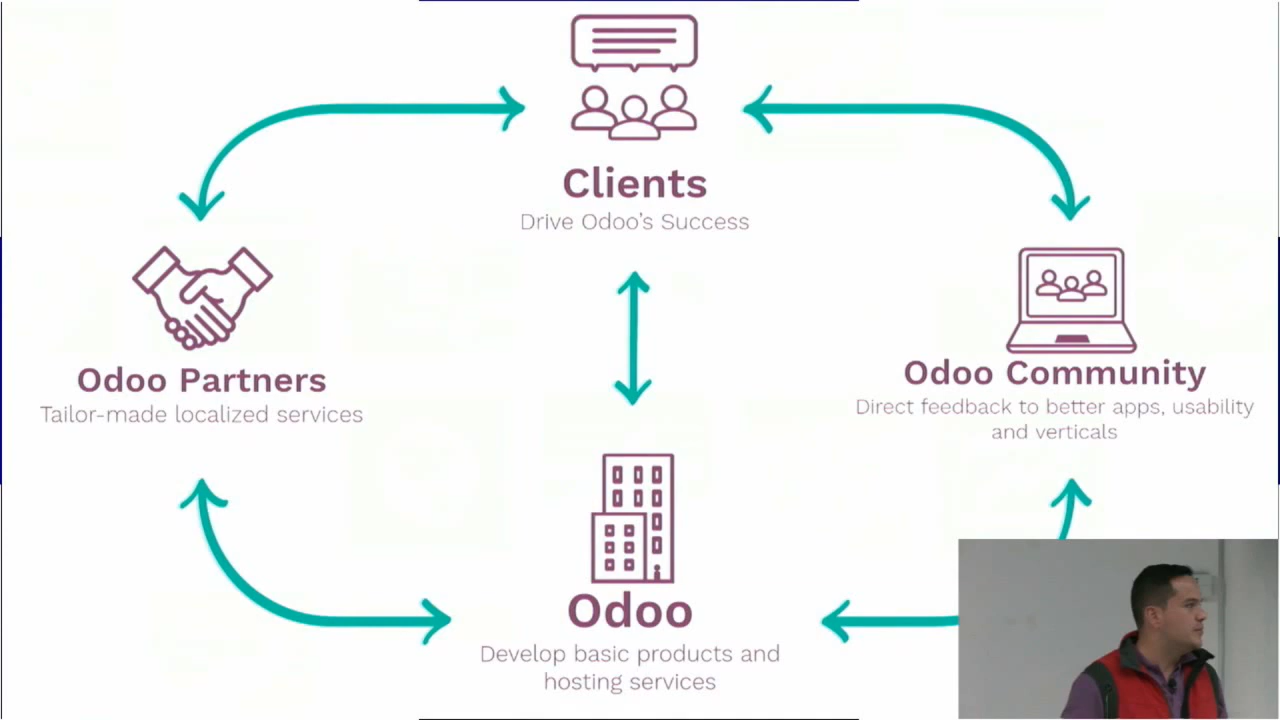 Clients
Drive Odoo's Success
Odoo Partners
Tailor-made localized services
Odoo Community
Direct feedback to better apps, usability
and verticals
Odoo
Develop basic products and
hosting services